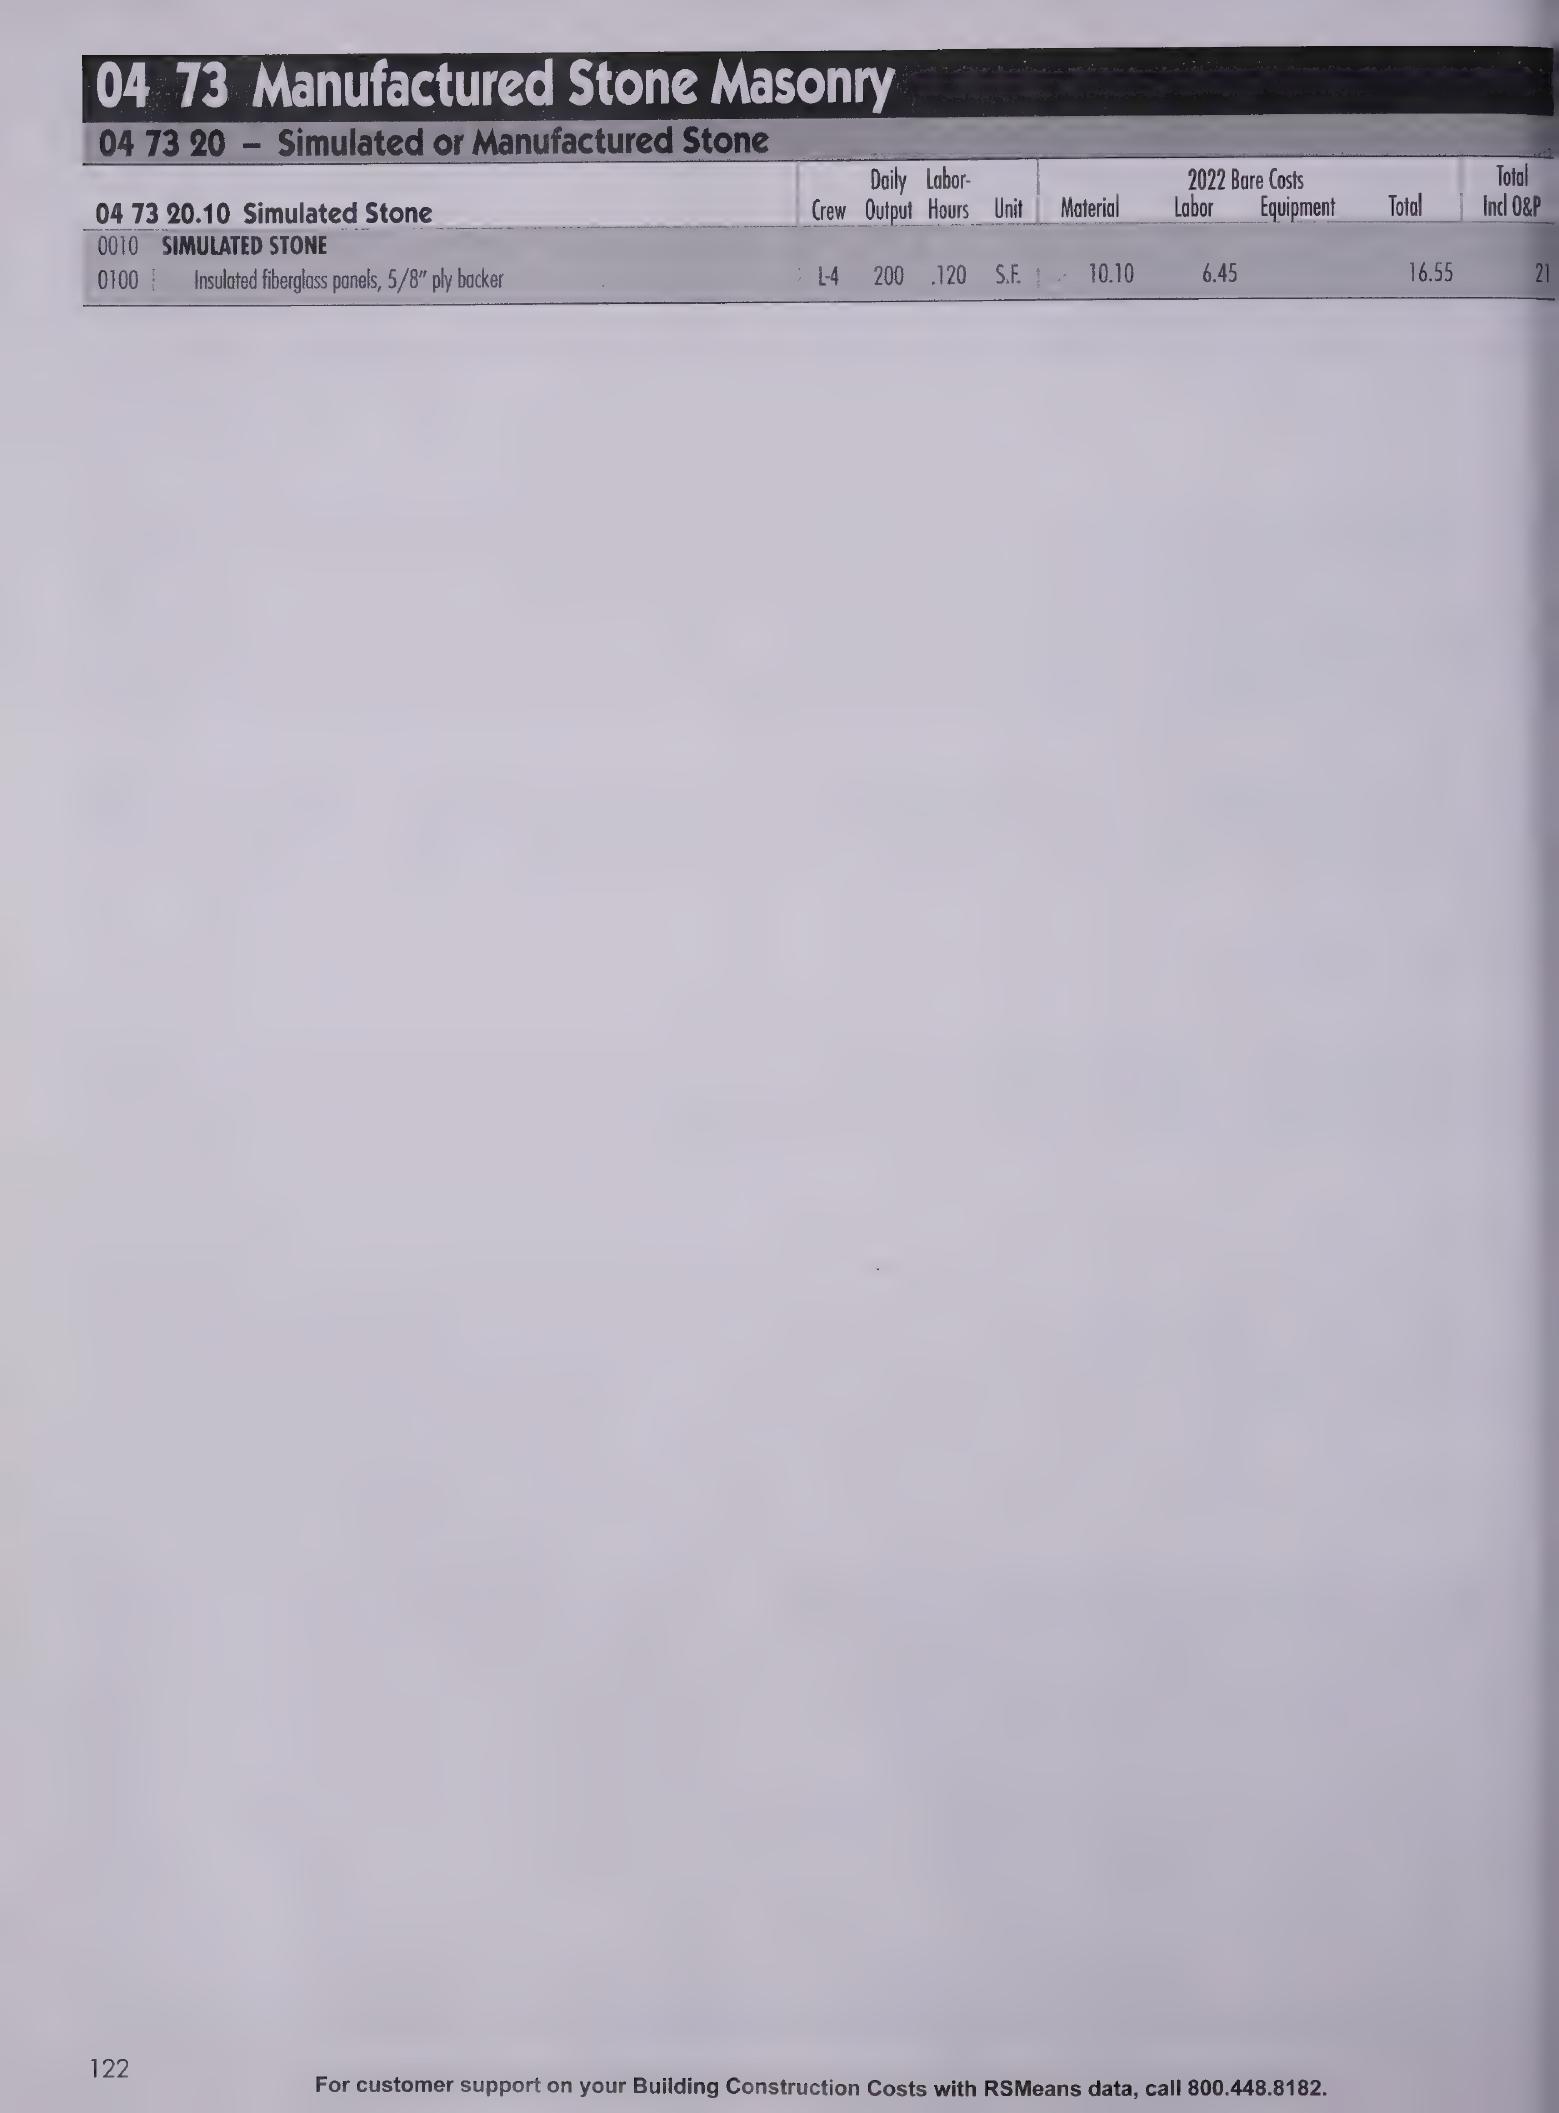 04 73 Manufactured Stone Masonry
04 73 20 – Simulated or Manufactured Stone
Daily Labor- 2022 Bare Costs Total
04 73 20.10 Simulated Stone Crew Output Hours Unit Material Labor Equipment Total Incl O&P
0010 SIMULATED STONE
0100 Insulated fiberglass panels, 5/8" ply backer L-4 200 .120 S.F. 10.10 6.45 16.55 21
122
For customer support on your Building Construction Costs with RSMeans data, call 800.448.8182.